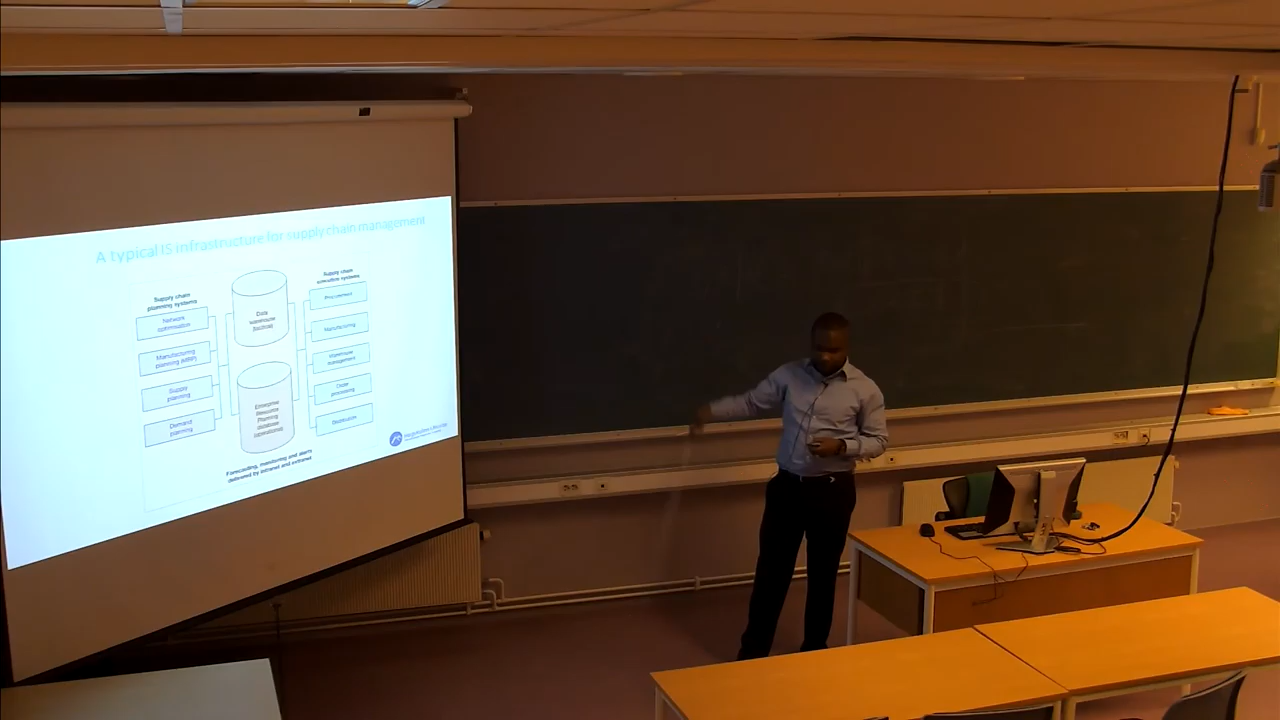 A typical IS infrastructure for supply chain management
Supply chain
planning systems
Network
optimisation
Manufacturing
planning (MRP)
Supply
planning
Demand
planning
Data
warehouse
(tactical)
Enterprise
Resource
Planning
database
(operational)
Supply chain
execution systems
Procurement
Manufacturing
Warehouse
management
Order
processing
Distribution
Forecasting, monitoring and alerts
delivered by intranet and extranet